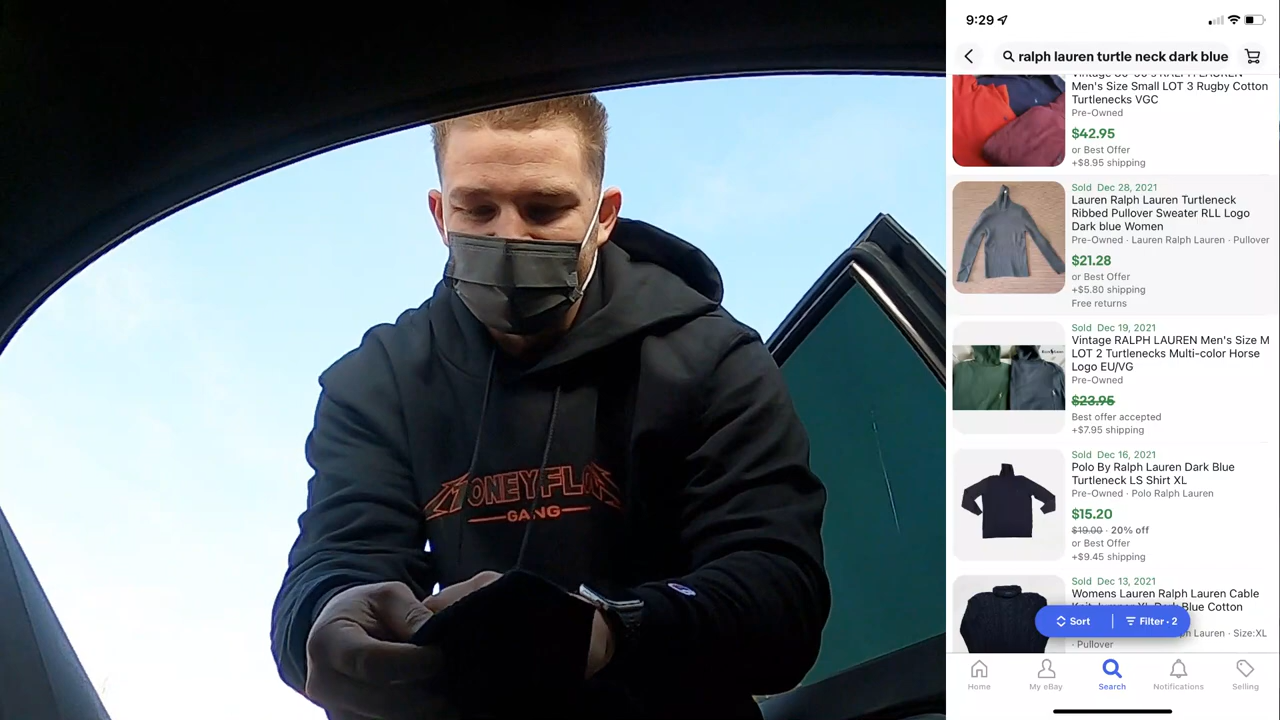 STONEYFLIPS
GANG
9:29
ralph lauren turtle neck dark blue
Men's Size Small LOT 3 Rugby Cotton
Turtlenecks VGC
Pre-Owned
$42.95
or Best Offer
+$8.95 shipping
Sold Dec 28, 2021
Lauren Ralph Lauren Turtleneck
Ribbed Pullover Sweater RLL Logo
Dark blue Women
Pre-Owned · Lauren Ralph Lauren · Pullover
$21.28
or Best Offer
+$5.80 shipping
Free returns
Sold Dec 19, 2021
Vintage RALPH LAUREN Men's Size M
LOT 2 Turtlenecks Multi-color Horse
Logo EU/VG
Pre-Owned
$23.95
Best offer accepted
+$7.95 shipping
Sold Dec 16, 2021
Polo By Ralph Lauren Dark Blue
Turtleneck LS Shirt XL
Pre-Owned · Polo Ralph Lauren
$15.20
$19.00 · 20% off
or Best Offer
+$9.45 shipping
Sold Dec 13, 2021
Womens Lauren Ralph Lauren Cable
Blue Cotton
Lauren · Size:XL
· Pullover
Sort
Filter · 2
Home
My eBay
Search
Notifications
Selling